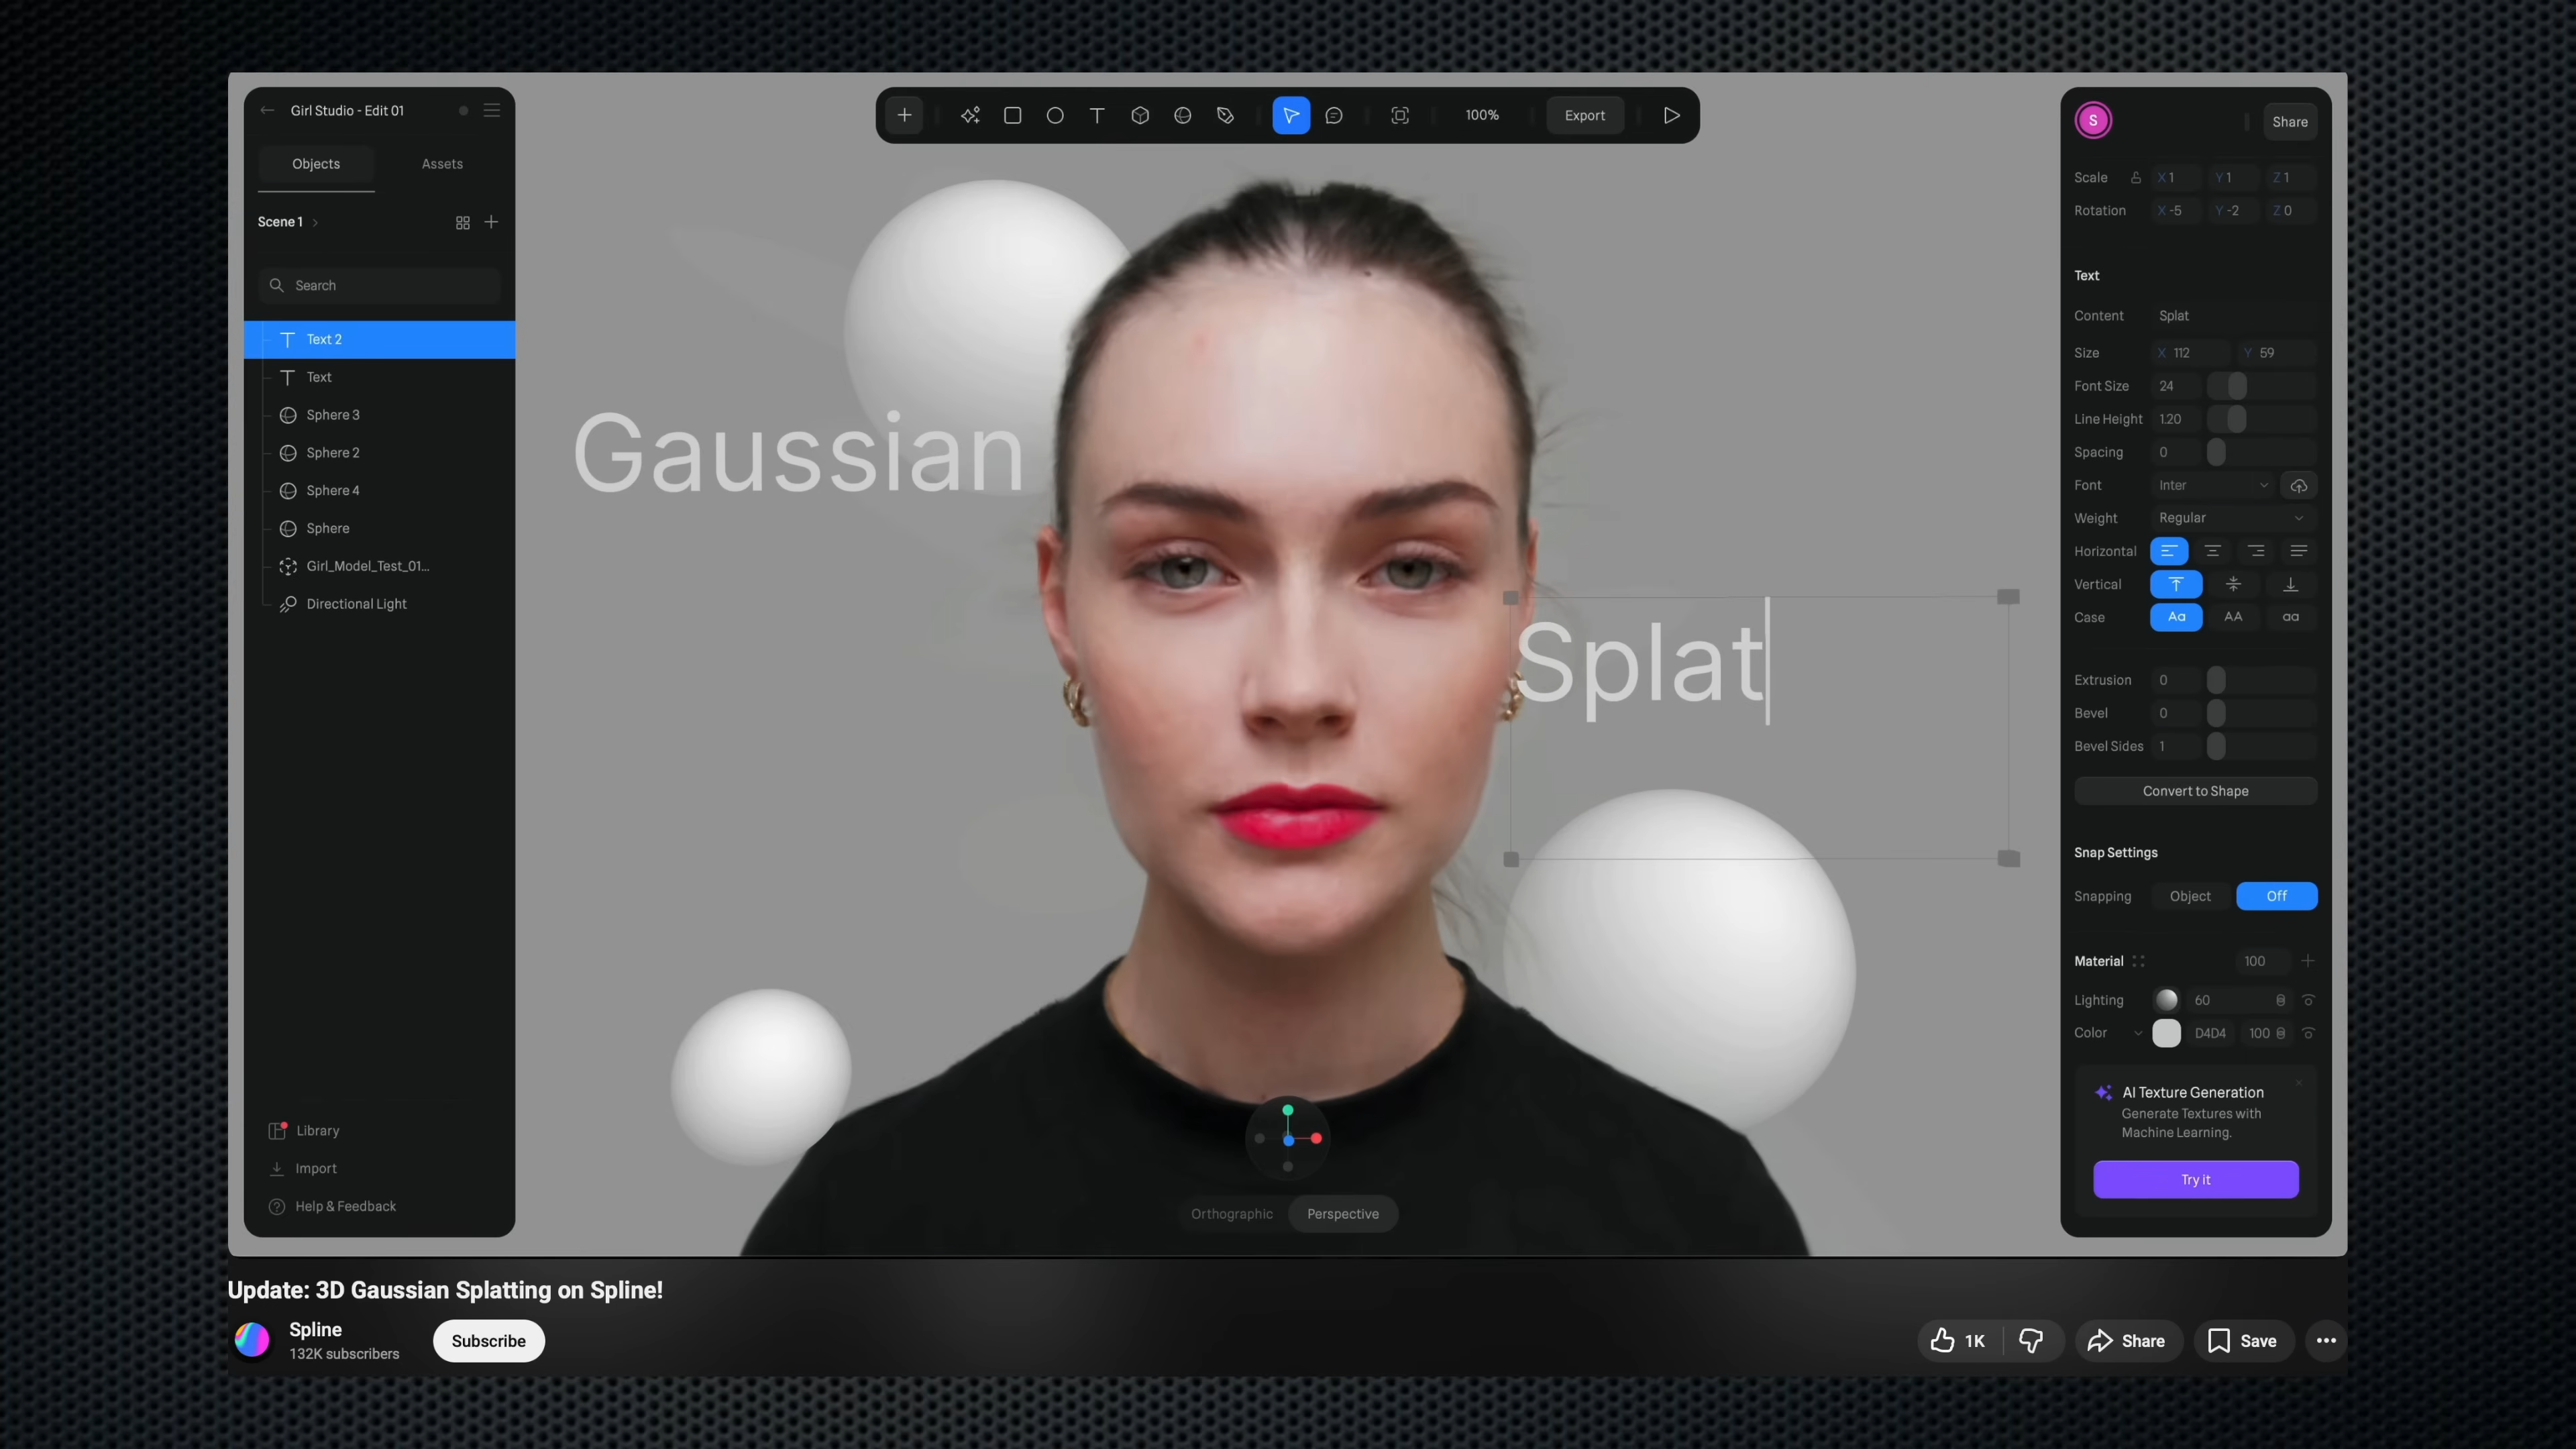 Girl Studio - Edit 01
Objects
Assets
Scene 1
Search
Text 2
Text
Sphere 3
Sphere 2
Sphere 4
Sphere
Girl_Model_Test_01...
Directional Light
Library
Import
Help & Feedback
100%
Export
Gaussian
Splat
Orthographic
Perspective
S
Share
Scale X 1 Y 1 Z 1
Rotation X -5 Y -2 Z 0
Text
Content Splat
Size X 112 Y 59
Font Size 24
Line Height 1.20
Spacing 0
Font Inter
Weight Regular
Horizontal
Vertical
Case Aa AA aa
Extrusion 0
Bevel 0
Bevel Sides 1
Convert to Shape
Snap Settings
Snapping Object Off
Material 100
Lighting 60
Color D4D4 100
AI Texture Generation
Generate Textures with
Machine Learning.
Try it
Update: 3D Gaussian Splatting on Spline!
Spline
132K subscribers
Subscribe
1K
Share
Save